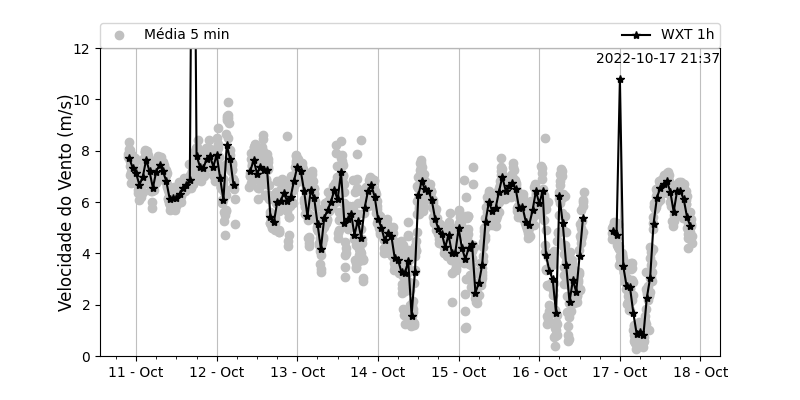 Média 5 min
WXT 1h
2022-10-17 21:37
Velocidade do Vento (m/s)
12
10
8
6
4
2
0
11 - Oct
12 - Oct
13 - Oct
14 - Oct
15 - Oct
16 - Oct
17 - Oct
18 - Oct